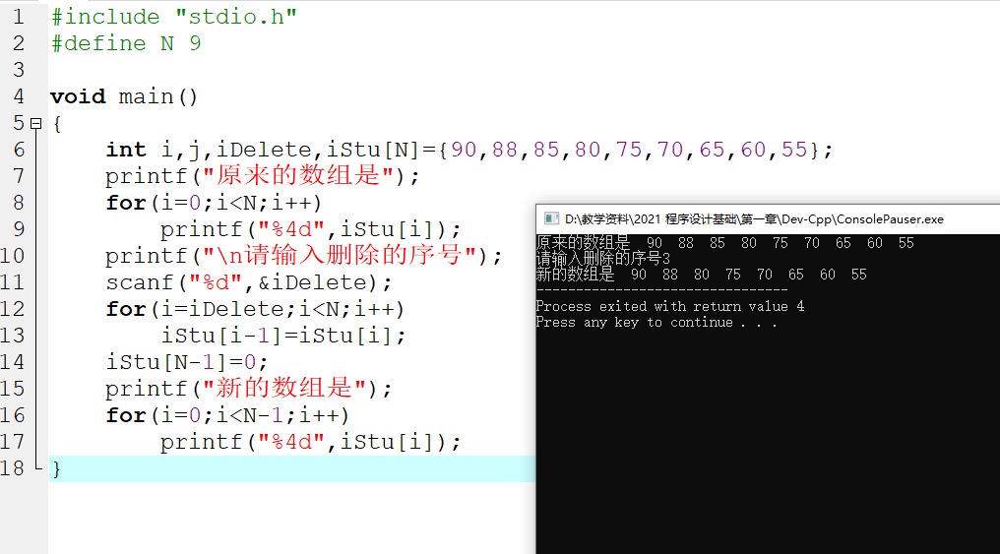 1 #include "stdio.h"
2 #define N 9
3
4 void main()
5 {
6 int i,j,iDelete,iStu[N]={90,88,85,80,75,70,65,60,55};
7 printf("原来的数组是");
8 for(i=0;i<N;i++)
9 printf("%4d",iStu[i]);
10 printf("\n请输入删除的序号");
11 scanf("%d",&iDelete);
12 for(i=iDelete;i<N;i++)
13 iStu[i-1]=iStu[i];
14 iStu[N-1]=0;
15 printf("新的数组是");
16 for(i=0;i<N-1;i++)
17 printf("%4d",iStu[i]);
18 }
D:\教学资料\2021 程序设计基础\第一章\Dev-Cpp\ConsolePauser.exe
原来的数组是  90  88  85  80  75  70  65  60  55
请输入删除的序号3
新的数组是  90  88  80  75  70  65  60  55
--------------------------------
Process exited with return value 4
Press any key to continue . . .